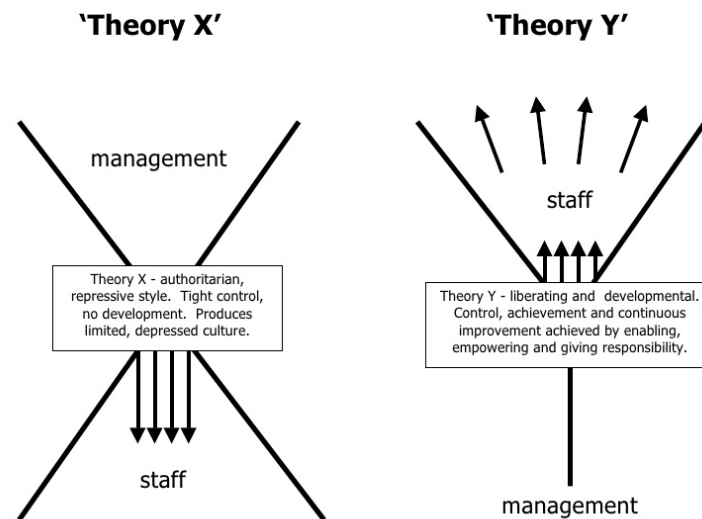 'Theory X'
'Theory Y'
management
Theory X - authoritarian,
repressive style. Tight control,
no development. Produces
limited, depressed culture.
staff
staff
Theory Y - liberating and developmental.
Control, achievement and continuous
improvement achieved by enabling,
empowering and giving responsibility.
management